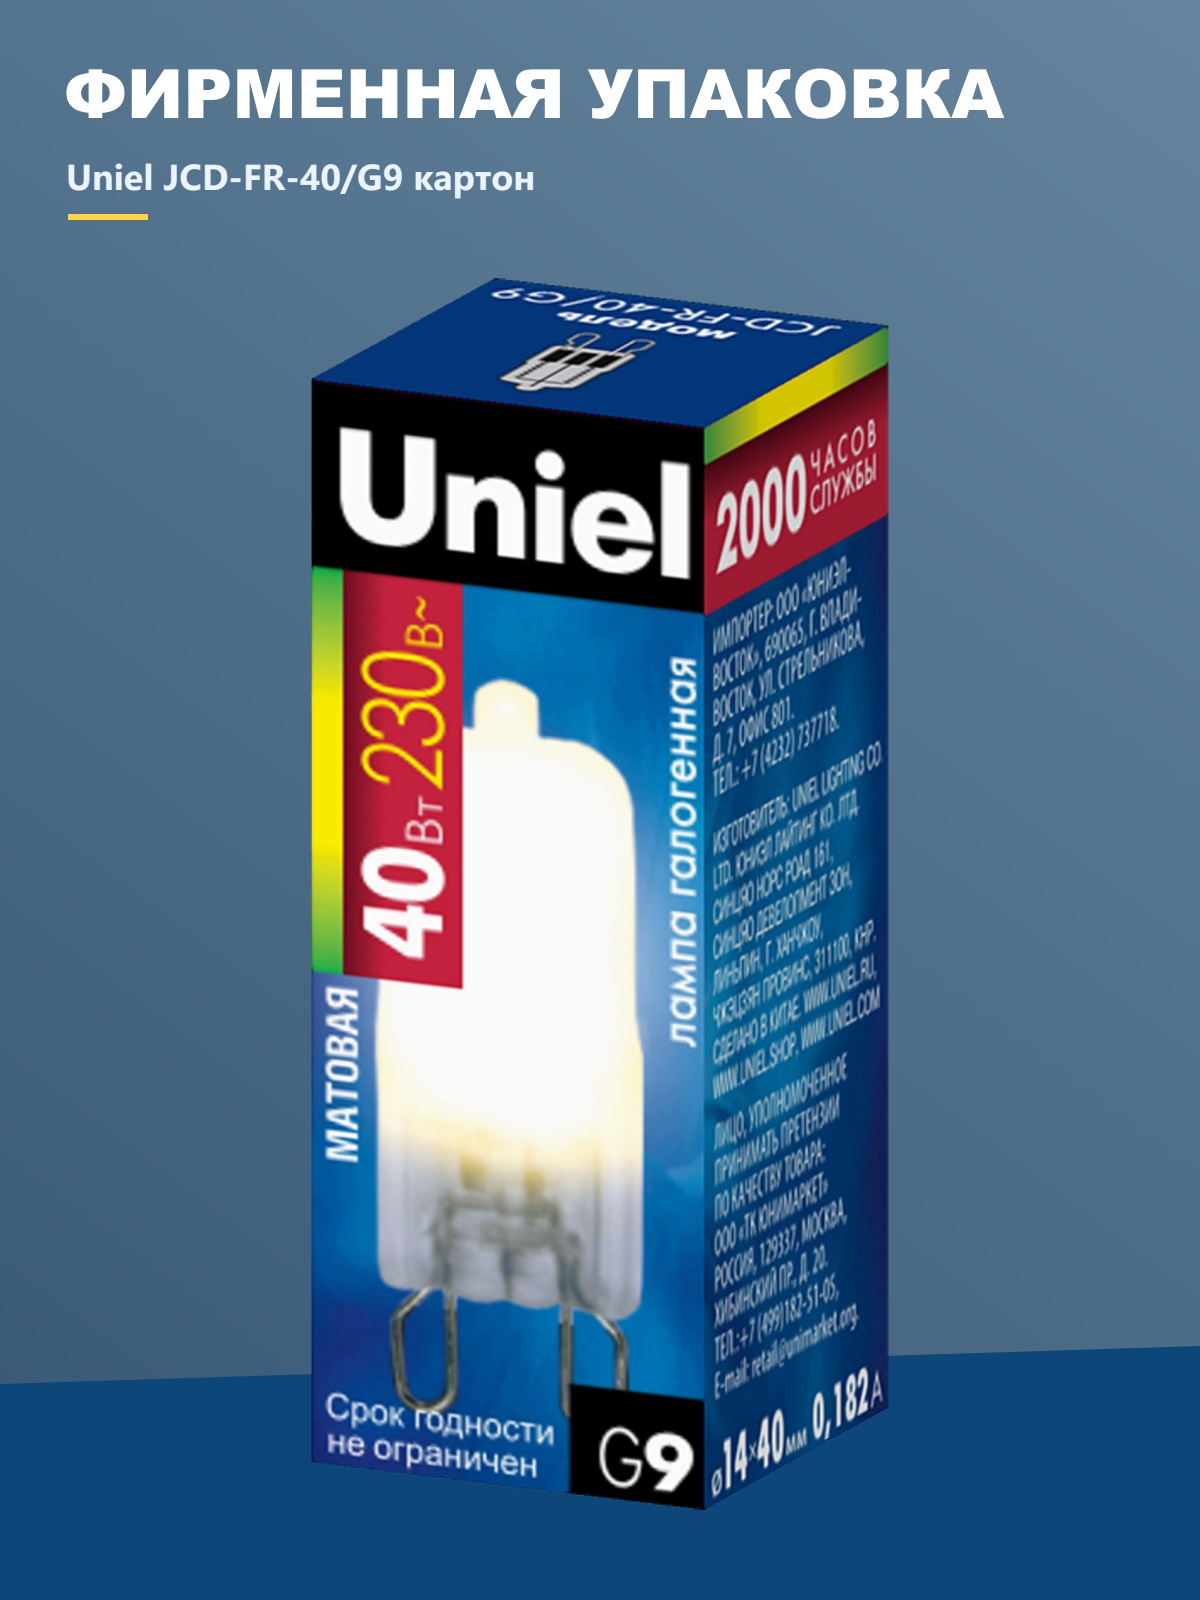 ФИРМЕННАЯ УПАКОВКА
Uniel JCD-FR-40/G9 картон
JCD-FR-40/G9
модель
Uniel
40Вт 230В~
МАТОВАЯ
лампа галогенная
Срок годности
не ограничен
G9
2000 ЧАСОВ
СЛУЖБЫ
ИМПОРТЕР: ООО «ЮНИЭЛ-
ВОСТОК», 690065, Г. ВЛАДИ-
ВОСТОК, УЛ. СТРЕЛЬНИКОВА,
Д. 7, ОФИС 801.
ТЕЛ.: +7 (4232) 737718.
ИЗГОТОВИТЕЛЬ: UNIEL LIGHTING CO.
LTD. ЮНИЭЛ ЛАЙТИНГ КО. ЛТД.
СИНЦЯО НОРС РОАД 161,
СИНЦЯО ДЕВЕЛОПМЕНТ ЗОН,
ЛИНЬПИН, Г. ХАНЧЖОУ,
ЧЖЭЦЗЯН ПРОВИНС, 311100, КНР.
СДЕЛАНО В КИТАЕ. WWW.UNIEL.RU,
WWW.UNIEL.SHOP, WWW.UNIEL.COM
ЛИЦО, УПОЛНОМОЧЕННОЕ
ПРИНИМАТЬ ПРЕТЕНЗИИ
ПО КАЧЕСТВУ ТОВАРА:
ООО «ТК ЮНИМАРКЕТ»
РОССИЯ, 129337, МОСКВА,
ХИБИНСКИЙ ПР., Д. 20.
ТЕЛ.:+7 (499)182-51-05,
E-mail: retail@unimarket.org.
ø14×40мм 0,182А